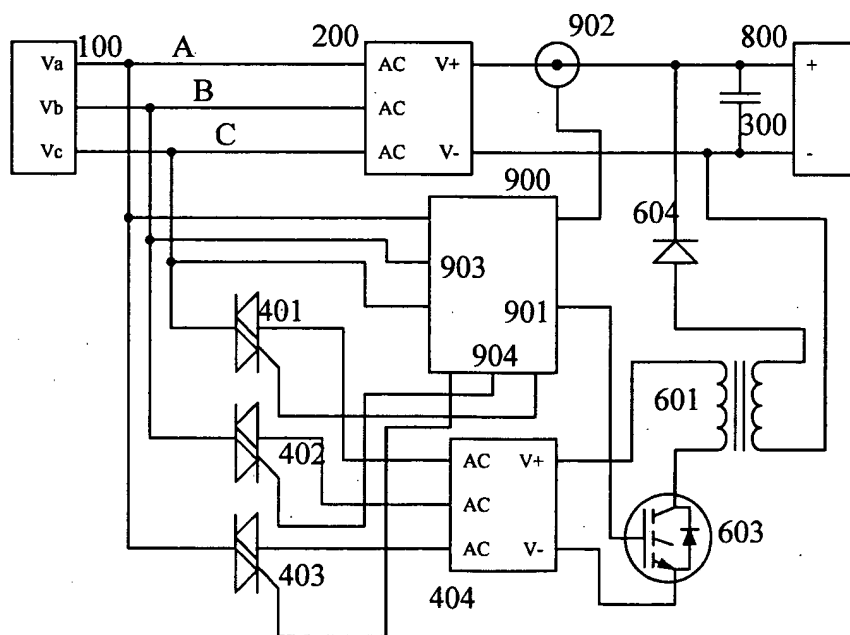 100 A 200 902 800
Va AC V+ +
B
Vb AC
C
Vc AC V- 300 -
900
604
903
401 901
904
601
402 AC V+
AC
403 AC V- 603
404